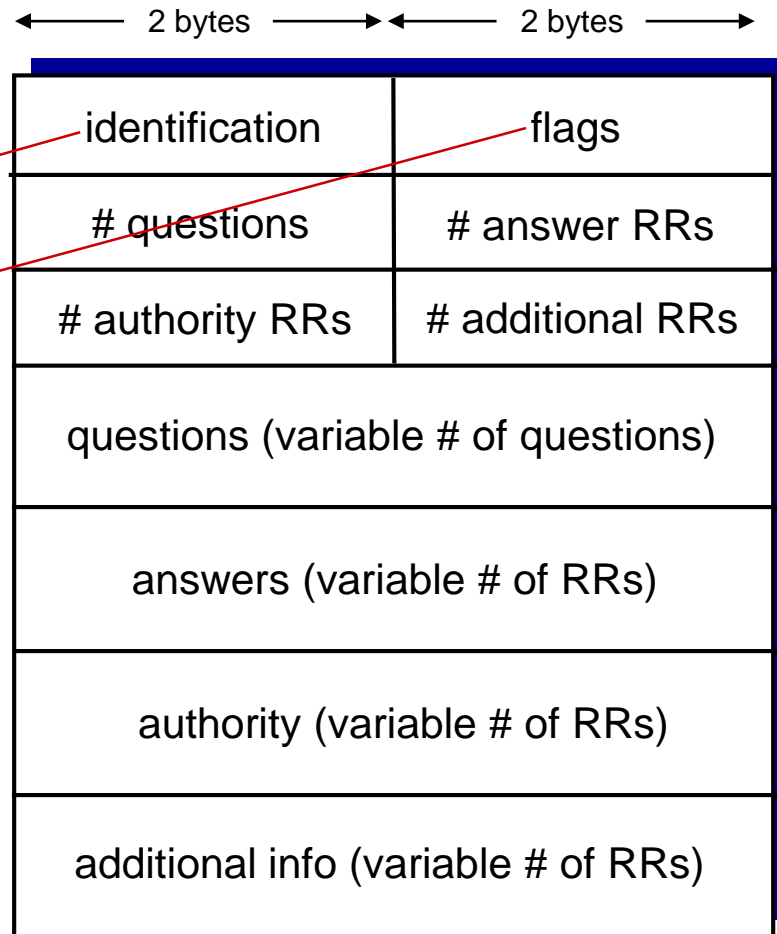 2 bytes 2 bytes
identification flags
# questions # answer RRs
# authority RRs # additional RRs
questions (variable # of questions)
answers (variable # of RRs)
authority (variable # of RRs)
additional info (variable # of RRs)